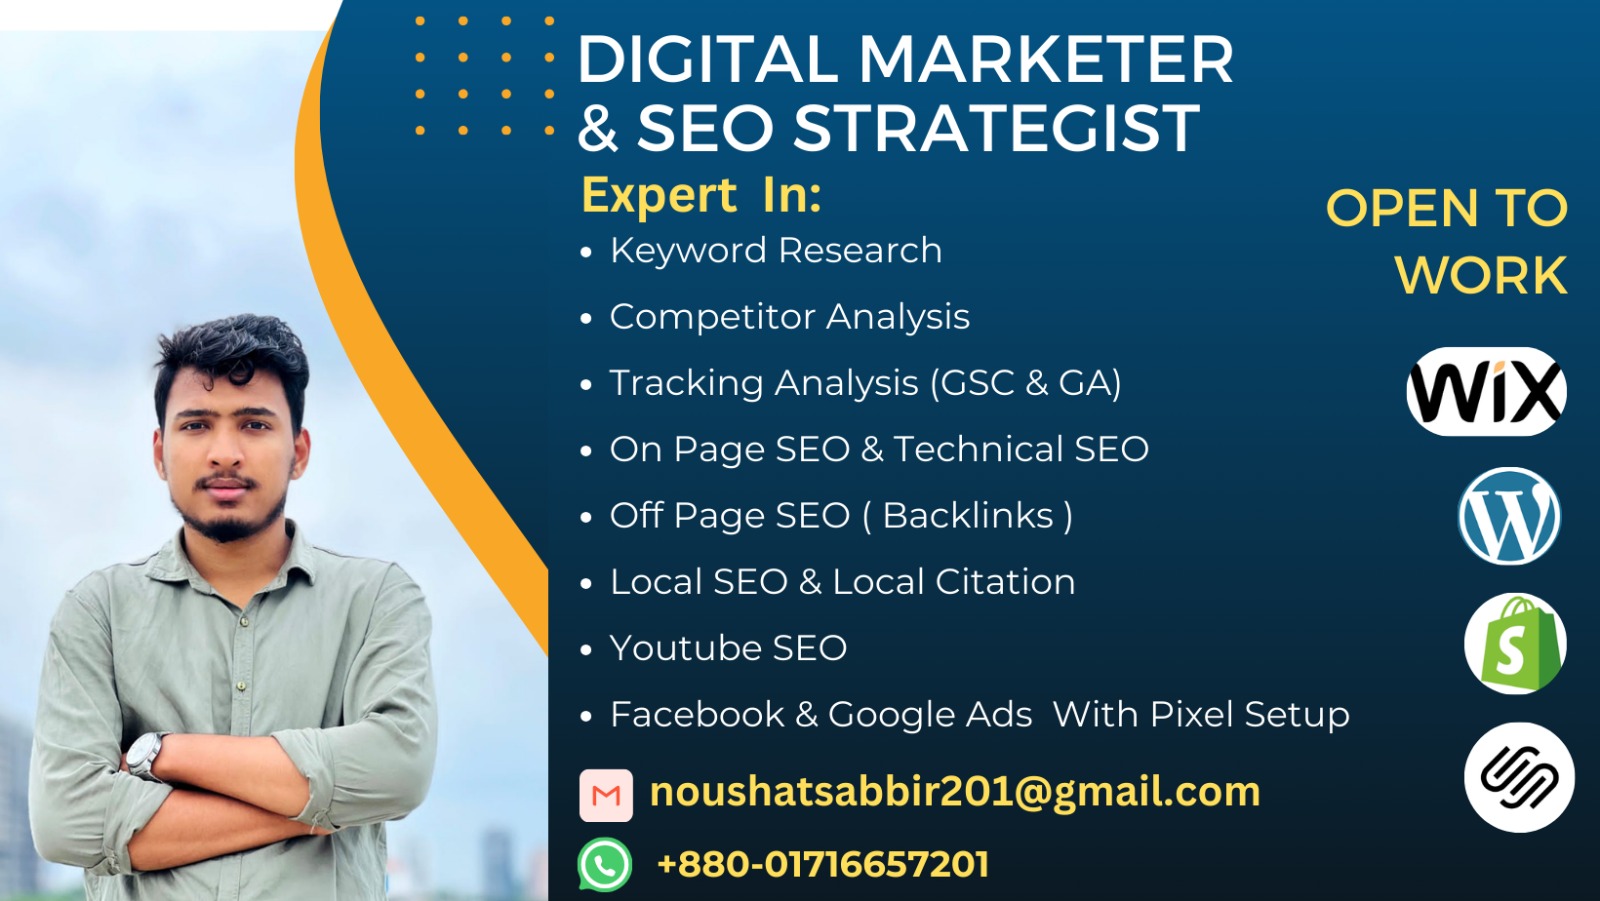 DIGITAL MARKETER
& SEO STRATEGIST
Expert In:
• Keyword Research
• Competitor Analysis
• Tracking Analysis (GSC & GA)
• On Page SEO & Technical SEO
• Off Page SEO ( Backlinks )
• Local SEO & Local Citation
• Youtube SEO
• Facebook & Google Ads With Pixel Setup
noushatsabbir201@gmail.com
+880-01716657201
OPEN TO
WORK
WiX
W
S